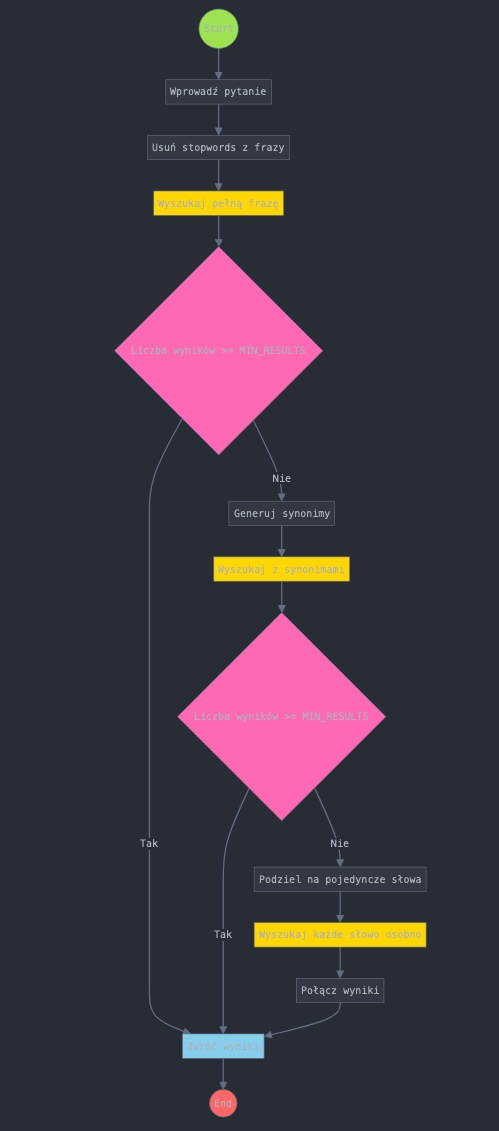 Start
Wprowadź pytanie
Usuń stopwords z frazy
Wyszukaj pełną frazę
Liczba wyników >= MIN_RESULTS
Nie
Generuj synonimy
Wyszukaj z synonimami
Liczba wyników >= MIN_RESULTS
Tak
Nie
Podziel na pojedyncze słowa
Tak
Wyszukaj każde słowo osobno
Połącz wyniki
Zwróć wyniki
End